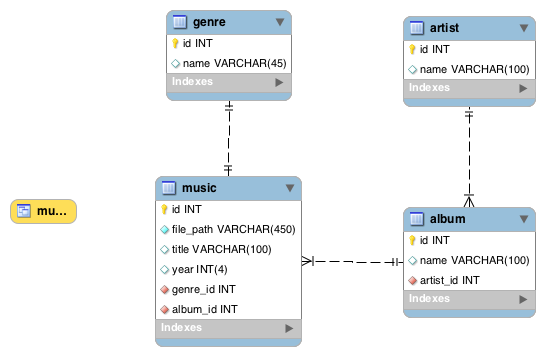 genre
id INT
name VARCHAR(45)
Indexes
artist
id INT
name VARCHAR(100)
Indexes
mu...
music
id INT
file_path VARCHAR(450)
title VARCHAR(100)
year INT(4)
genre_id INT
album_id INT
Indexes
album
id INT
name VARCHAR(100)
artist_id INT
Indexes